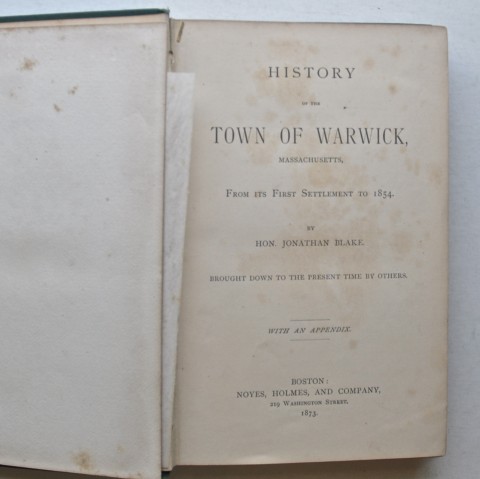 HISTORY
OF THE
TOWN OF WARWICK,
MASSACHUSETTS,
FROM ITS FIRST SETTLEMENT TO 1854.
BY
HON. JONATHAN BLAKE.
BROUGHT DOWN TO THE PRESENT TIME BY OTHERS.
WITH AN APPENDIX.
BOSTON:
NOYES, HOLMES, AND COMPANY,
219 WASHINGTON STREET.
1873.